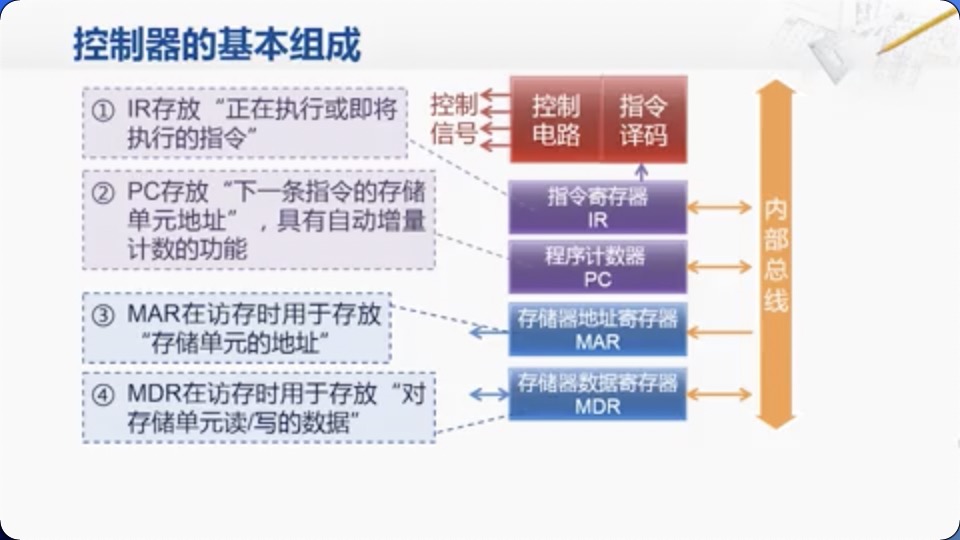 控制器的基本组成
① IR存放“正在执行或即将
执行的指令”
② PC存放“下一条指令的存储
单元地址”，具有自动增量
计数的功能
③ MAR在访存时用于存放
“存储单元的地址”
④ MDR在访存时用于存放“对
存储单元读/写的数据”
控制
信号
控制
电路
指令
译码
指令寄存器
IR
程序计数器
PC
存储器地址寄存器
MAR
存储器数据寄存器
MDR
内
部
总
线